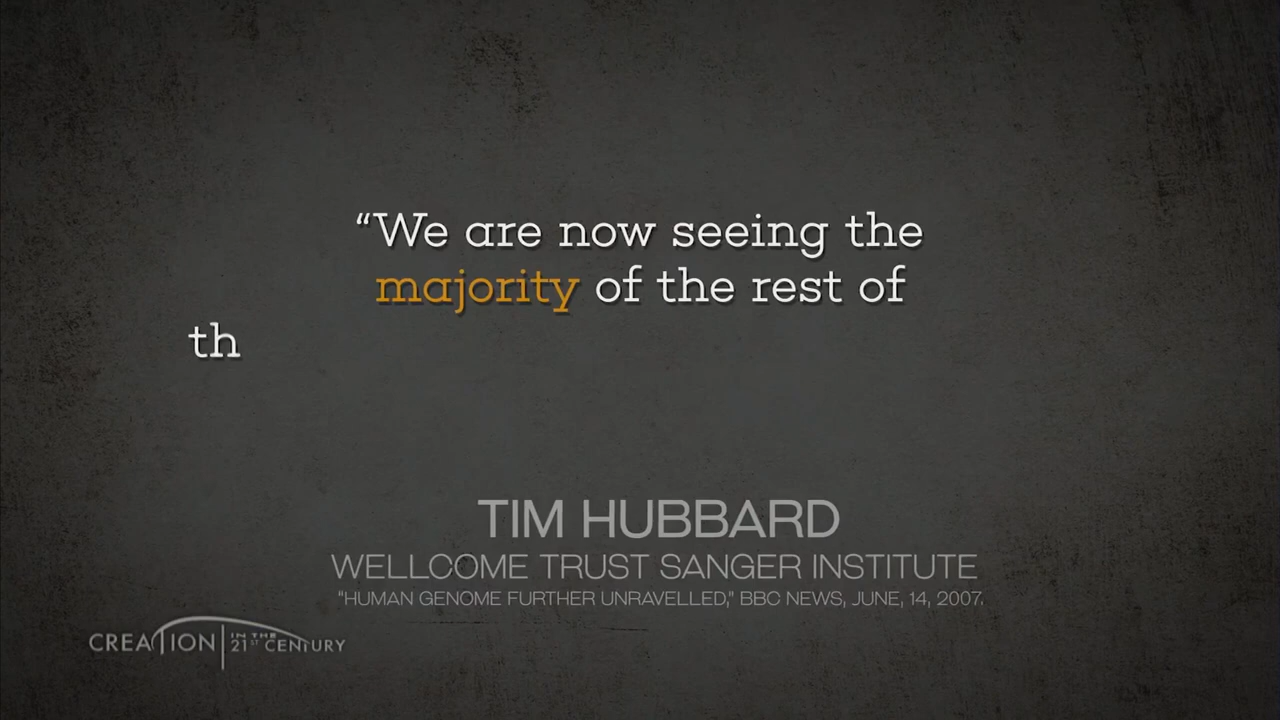 “We are now seeing the
majority of the rest of
th
TIM HUBBARD
WELLCOME TRUST SANGER INSTITUTE
“HUMAN GENOME FURTHER UNRAVELLED,” BBC NEWS, JUNE, 14, 2007.
CREATION IN THE
21ST CENTURY